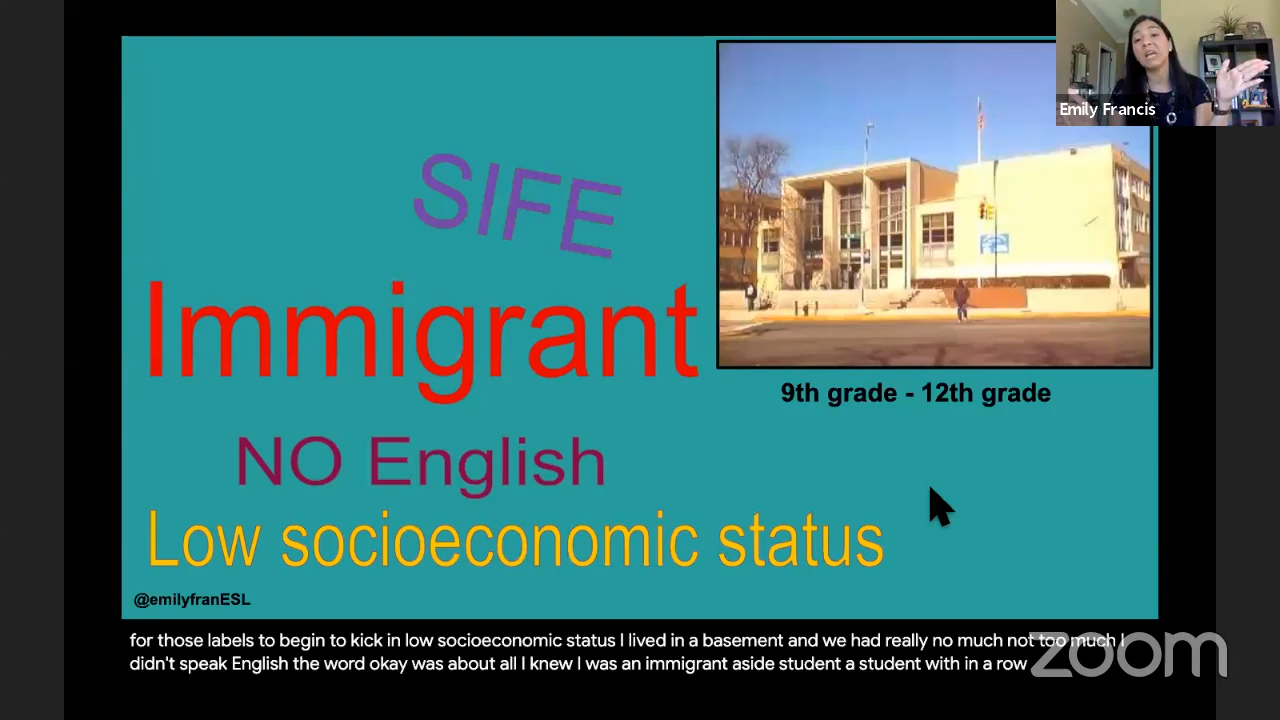 Emily Francis
SIFE
Immigrant
9th grade - 12th grade
NO English
Low socioeconomic status
@emilyfranESL
for those labels to begin to kick in low socioeconomic status I lived in a basement and we had really no much not too much I
didn't speak English the word okay was about all I knew I was an immigrant aside student a student with in a row
zoom